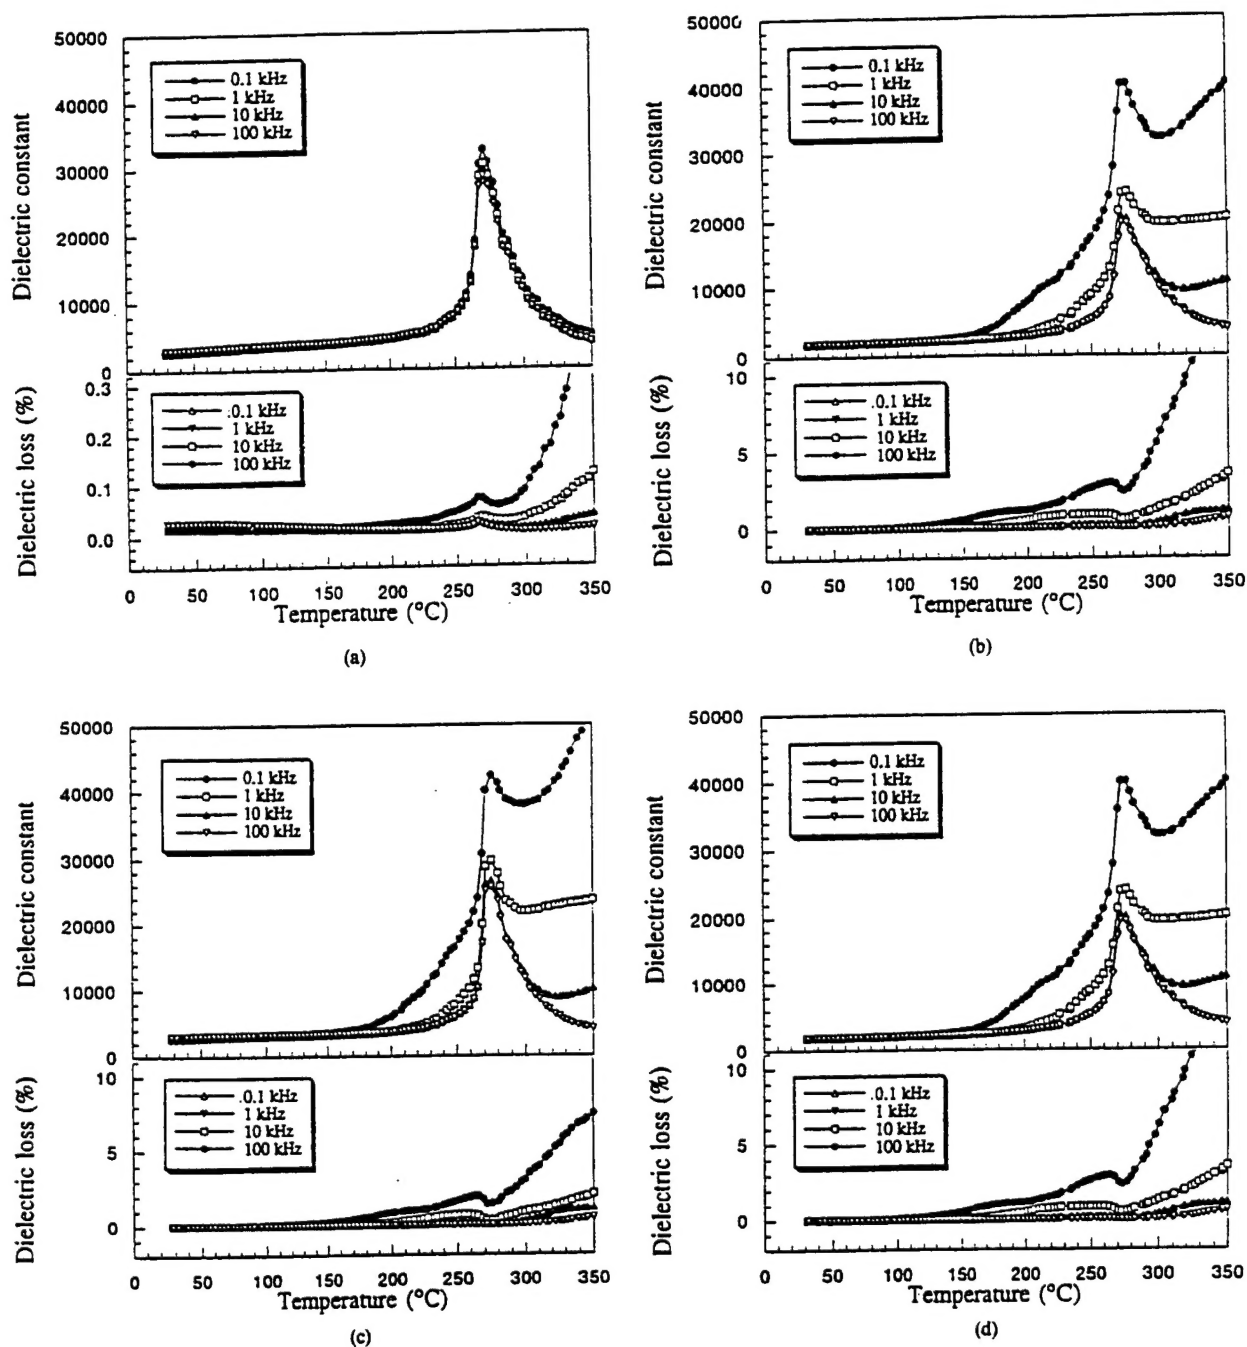 50000
40000
30000
20000
10000
0
Dielectric constant
0.1 kHz
1 kHz
10 kHz
100 kHz
0.3
0.2
0.1
0.0
Dielectric loss (%)
.0.1 kHz
1 kHz
10 kHz
100 kHz
0 50 100 150 200 250 300 350
Temperature (°C)
(a)
50000
40000
30000
20000
10000
0
Dielectric constant
0.1 kHz
1 kHz
10 kHz
100 kHz
10
5
0
Dielectric loss (%)
.0.1 kHz
1 kHz
10 kHz
100 kHz
0 50 100 150 200 250 300 350
Temperature (°C)
(b)
50000
40000
30000
20000
10000
0
Dielectric constant
0.1 kHz
1 kHz
10 kHz
100 kHz
10
5
0
Dielectric loss (%)
.0.1 kHz
1 kHz
10 kHz
100 kHz
0 50 100 150 200 250 300 350
Temperature (°C)
(c)
50000
40000
30000
20000
10000
0
Dielectric constant
0.1 kHz
1 kHz
10 kHz
100 kHz
10
5
0
Dielectric loss (%)
.0.1 kHz
1 kHz
10 kHz
100 kHz
0 50 100 150 200 250 300 350
Temperature (°C)
(d)